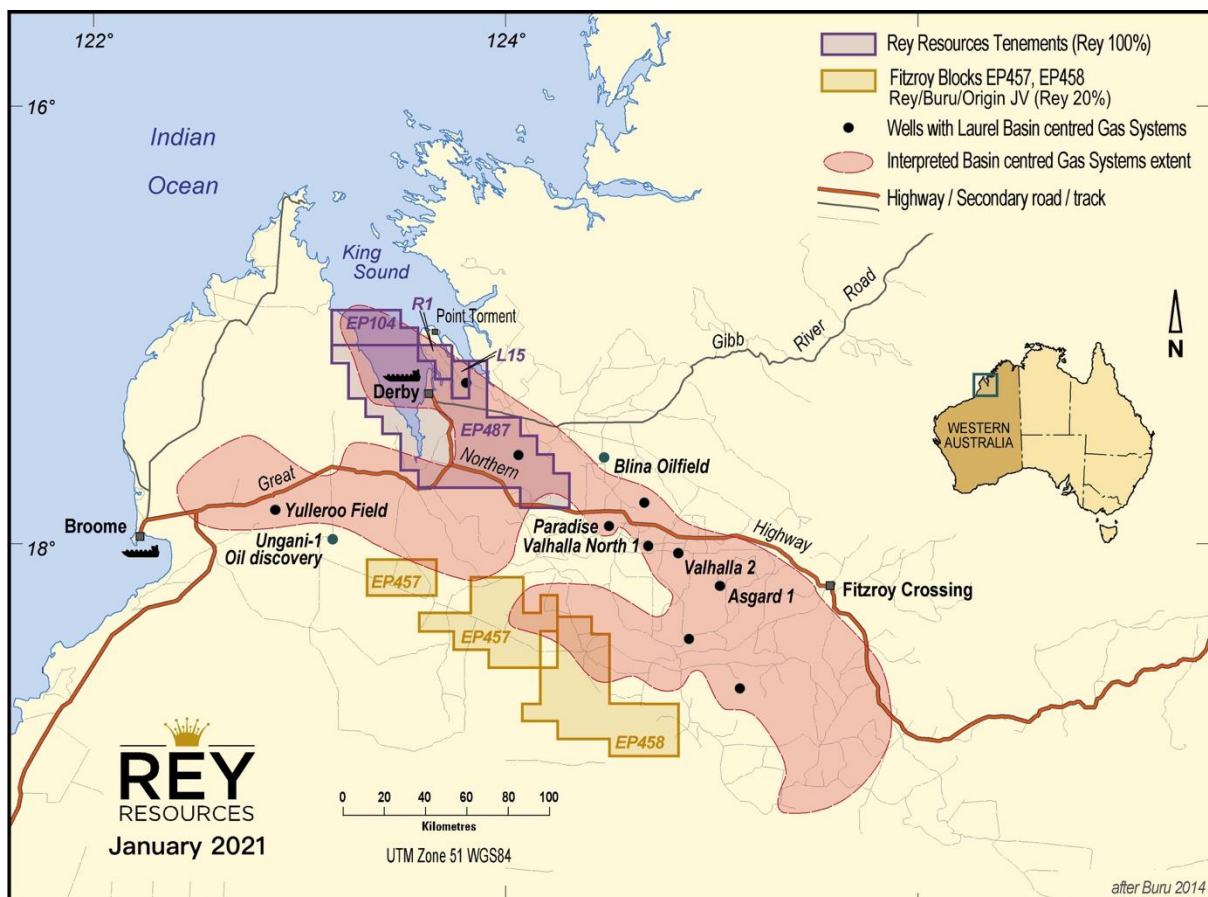 122°
124°
16°
18°
Rey Resources Tenements (Rey 100%)
Fitzroy Blocks EP457, EP458
Rey/Buru/Origin JV (Rey 20%)
Wells with Laurel Basin centred Gas Systems
Interpreted Basin centred Gas Systems extent
Highway / Secondary road / track
Indian
Ocean
King
Sound
R1
Point Torment
EP104
L15
Derby
EP487
Gibb
River
Road
N
WESTERN
AUSTRALIA
Great
Northern
Highway
Blina Oilfield
Yulleroo Field
Broome
Ungani-1
Oil discovery
Paradise
Valhalla North 1
Valhalla 2
Asgard 1
Fitzroy Crossing
EP457
EP457
EP458
REY
RESOURCES
January 2021
0 20 40 60 80 100
Kilometres
UTM Zone 51 WGS84
after Buru 2014